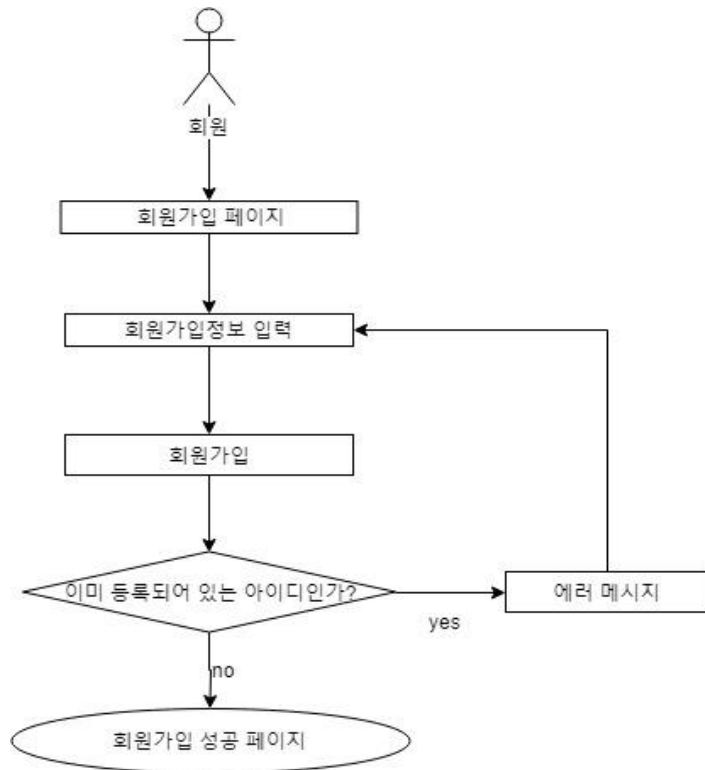 회원
회원가입 페이지
회원가입정보 입력
회원가입
이미 등록되어 있는 아이디인가?
yes
에러 메시지
no
회원가입 성공 페이지